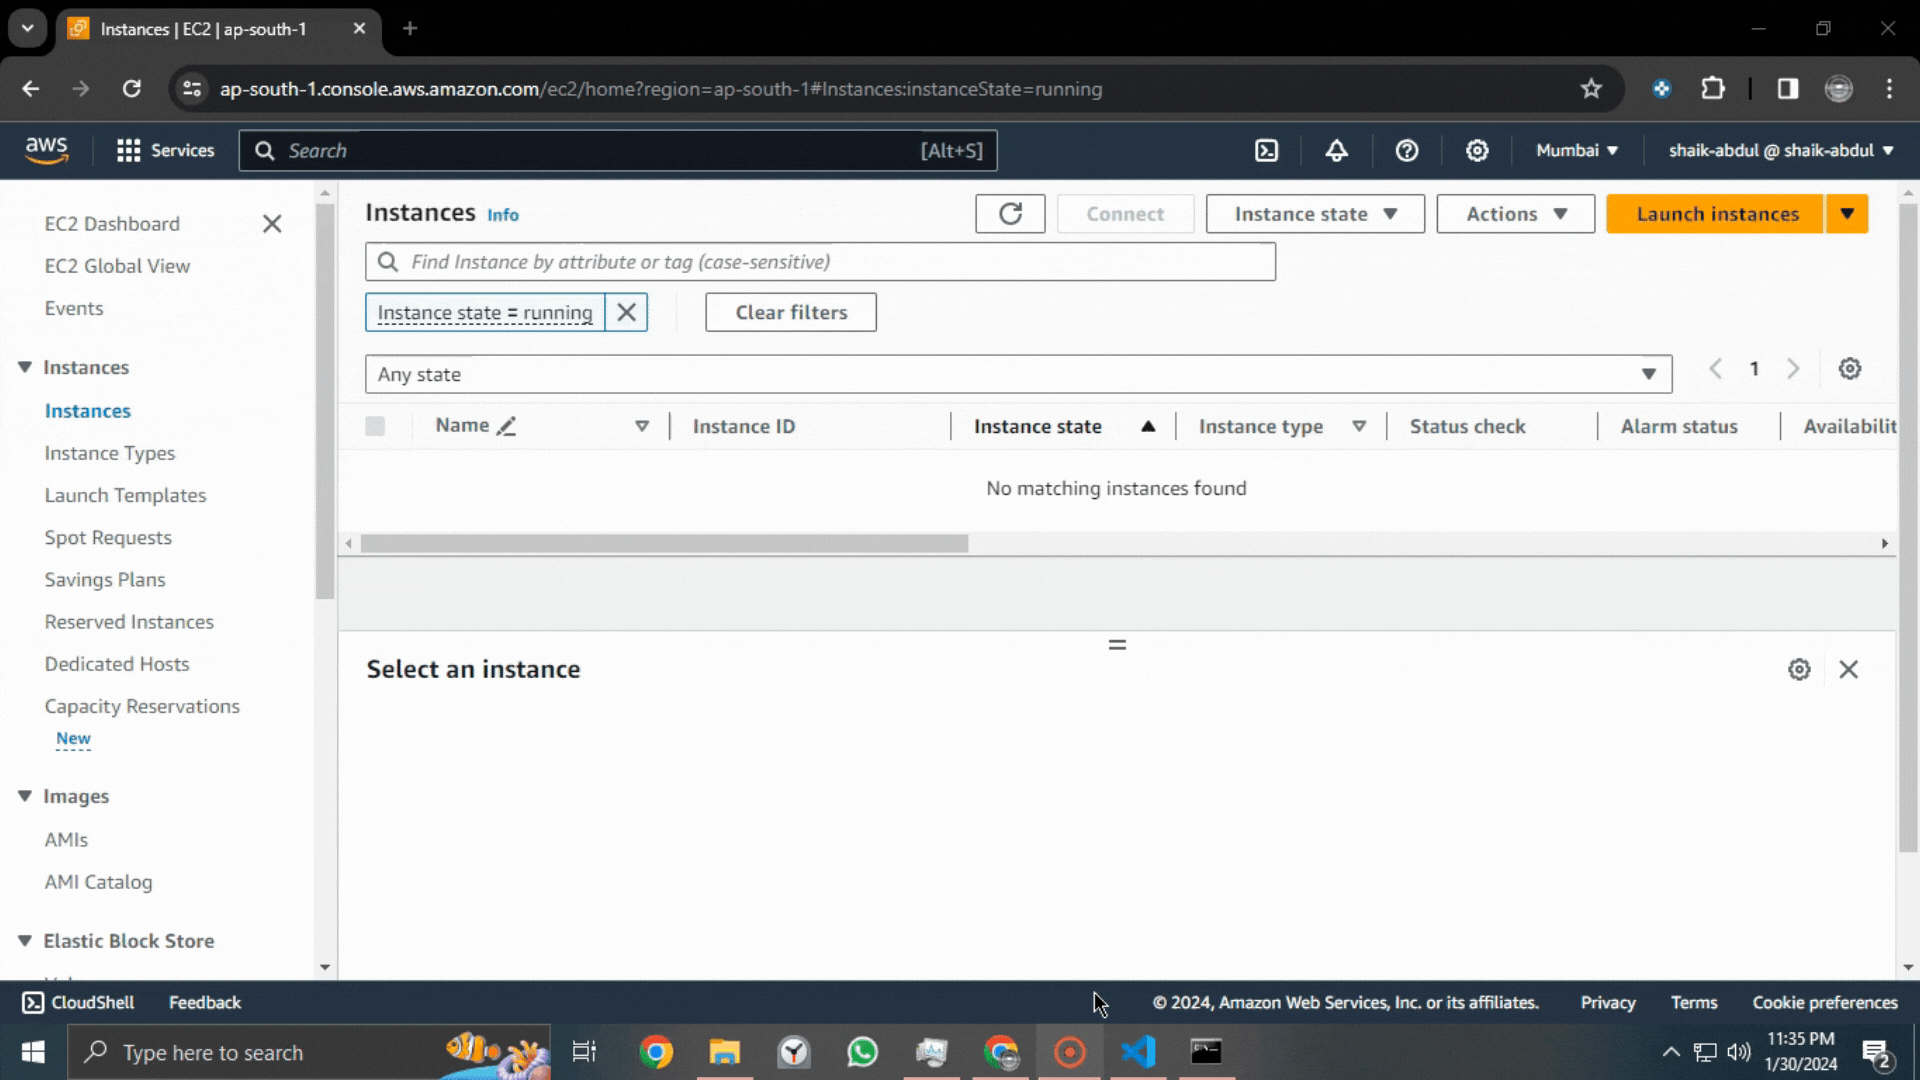 Instances | EC2 | ap-south-1
ap-south-1.console.aws.amazon.com/ec2/home?region=ap-south-1#Instances:instanceState=running
aws
Services
Search
[Alt+S]
Mumbai
shaik-abdul @ shaik-abdul
EC2 Dashboard
EC2 Global View
Events
Instances
Instances
Instance Types
Launch Templates
Spot Requests
Savings Plans
Reserved Instances
Dedicated Hosts
Capacity Reservations
New
Images
AMIs
AMI Catalog
Elastic Block Store
Instances Info
Connect
Instance state
Actions
Launch instances
Find Instance by attribute or tag (case-sensitive)
Instance state = running
Clear filters
Any state
1
Name
Instance ID
Instance state
Instance type
Status check
Alarm status
Availabilit
No matching instances found
Select an instance
CloudShell
Feedback
© 2024, Amazon Web Services, Inc. or its affiliates.
Privacy
Terms
Cookie preferences
Type here to search
11:35 PM
1/30/2024
2